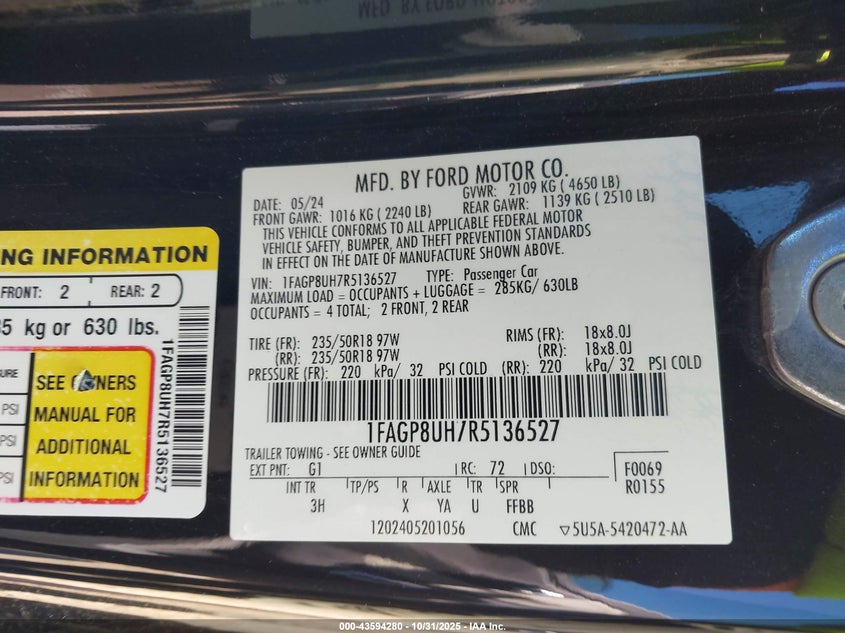 MFD. BY FORD MOTOR CO.
DATE: 05/24 GVWR: 2109 KG ( 4650 LB)
FRONT GAWR: 1016 KG ( 2240 LB) REAR GAWR: 1139 KG ( 2510 LB)
THIS VEHICLE CONFORMS TO ALL APPLICABLE FEDERAL MOTOR
VEHICLE SAFETY, BUMPER, AND THEFT PREVENTION STANDARDS
IN EFFECT ON THE DATE OF MANUFACTURE SHOWN ABOVE.
VIN: 1FAGP8UH7R5136527 TYPE: Passenger Car
MAXIMUM LOAD = OCCUPANTS + LUGGAGE = 285KG/ 630LB
OCCUPANTS = 4 TOTAL; 2 FRONT, 2 REAR
TIRE (FR): 235/50R18 97W RIMS (FR): 18x8.0J
(RR): 235/50R18 97W (RR): 18x8.0J
PRESSURE (FR): 220 kPa/ 32 PSI COLD (RR): 220 kPa/ 32 PSI COLD
1FAGP8UH7R5136527
TRAILER TOWING - SEE OWNER GUIDE
EXT PNT: G1 RC: 72 DSO: F0069
R0155
INT TR TP/PS R AXLE TR SPR
3H X YA U FFBB
1202405201056 CMC ▽5U5A-5420472-AA
ING INFORMATION
FRONT: 2 REAR: 2
kg or 630 lbs.
PSI
PSI
PSI
SEE OWNERS
MANUAL FOR
ADDITIONAL
INFORMATION
1FAGP8UH7R5136527
000-43594280 - 10/31/2025 - IAA Inc.